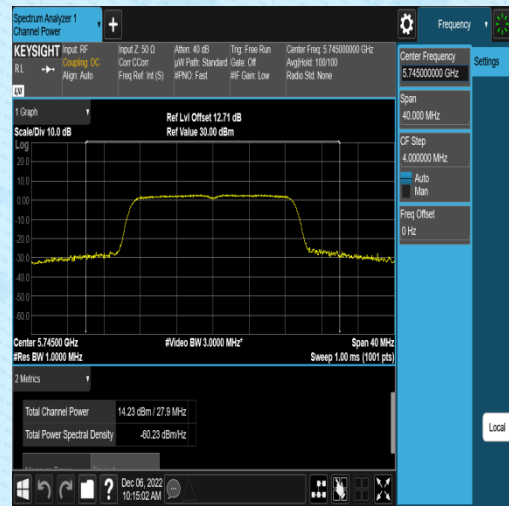 Spectrum Analyzer 1
Channel Power
Frequency
KEYSIGHT
RL
LXI
Input: RF
Coupling: DC
Align: Auto
Input Z: 50 Ω
Corr CCorr
Freq Ref: Int (S)
Atten: 40 dB
µW Path: Standard
#PNO: Fast
Trig: Free Run
Gate: Off
#IF Gain: Low
Center Freq: 5.745000000 GHz
Avg|Hold: 100/100
Radio Std: None
Center Frequency
5.745000000 GHz
Settings
Span
40.000 MHz
CF Step
4.000000 MHz
Auto
Man
Freq Offset
0 Hz
1 Graph
Scale/Div 10.0 dB
Ref Lvl Offset 12.71 dB
Ref Value 30.00 dBm
Log
20.0
10.0
0.00
-10.0
-20.0
-30.0
-40.0
-50.0
-60.0
Center 5.74500 GHz
#Res BW 1.0000 MHz
#Video BW 3.0000 MHz*
Span 40 MHz
Sweep 1.00 ms (1001 pts)
2 Metrics
Total Channel Power 14.23 dBm / 27.9 MHz
Total Power Spectral Density -60.23 dBm/Hz
Local
?
Dec 06, 2022
10:15:02 AM